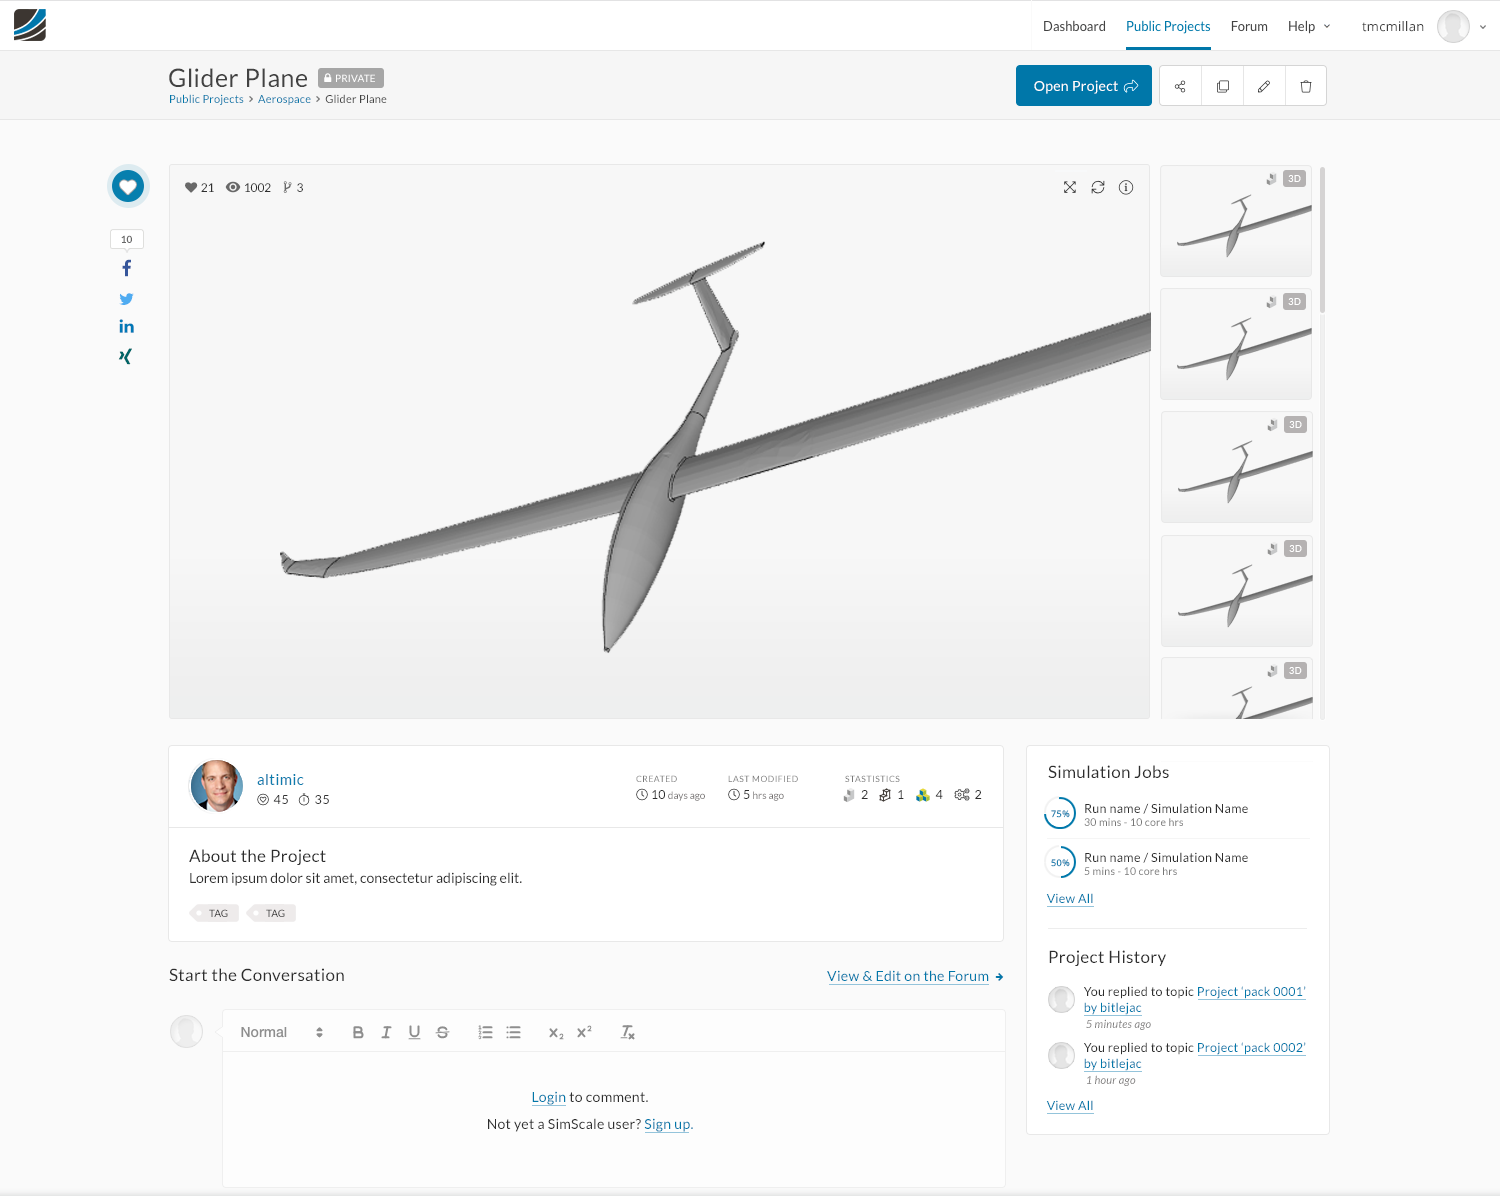 Dashboard Public Projects Forum Help tmcmillan
Glider Plane PRIVATE
Public Projects > Aerospace > Glider Plane
Open Project
21 1002 3
10
3D
3D
3D
3D
3D
altimic
45 35
CREATED
10 days ago
LAST MODIFIED
5 hrs ago
STASTISTICS
2 1 4 2
About the Project
Lorem ipsum dolor sit amet, consectetur adipiscing elit.
TAG TAG
Simulation Jobs
75% Run name / Simulation Name
30 mins - 10 core hrs
50% Run name / Simulation Name
5 mins - 10 core hrs
View All
Project History
You replied to topic Project ‘pack 0001’
by bitlejac
5 minutes ago
You replied to topic Project ‘pack 0002’
by bitlejac
1 hour ago
View All
Start the Conversation
View & Edit on the Forum
Normal B I U S x₂ x² Tx
Login to comment.
Not yet a SimScale user? Sign up.